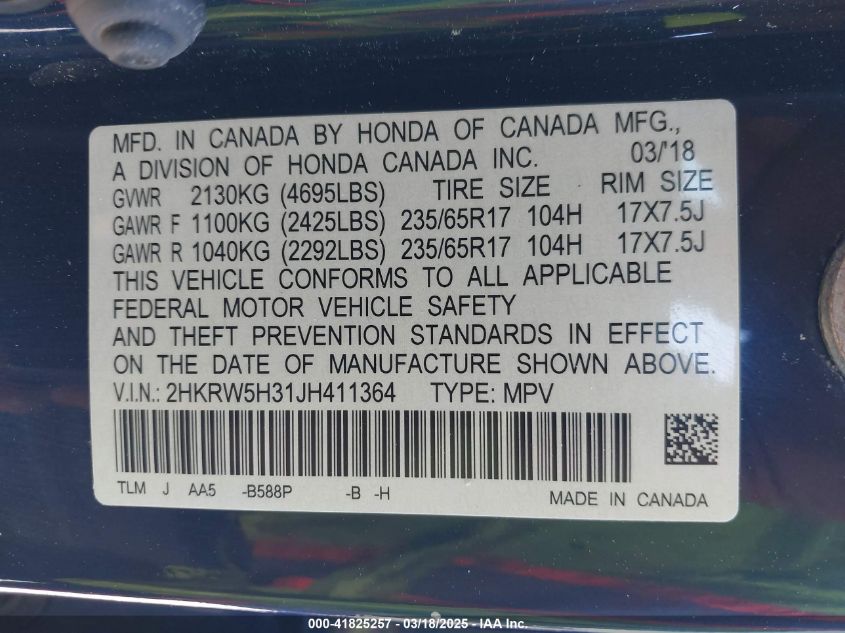 MFD. IN CANADA BY HONDA OF CANADA MFG.,
A DIVISION OF HONDA CANADA INC. 03/'18
GVWR 2130KG (4695LBS) TIRE SIZE RIM SIZE
GAWR F 1100KG (2425LBS) 235/65R17 104H 17X7.5J
GAWR R 1040KG (2292LBS) 235/65R17 104H 17X7.5J
THIS VEHICLE CONFORMS TO ALL APPLICABLE
FEDERAL MOTOR VEHICLE SAFETY
AND THEFT PREVENTION STANDARDS IN EFFECT
ON THE DATE OF MANUFACTURE SHOWN ABOVE.
V.I.N.: 2HKRW5H31JH411364 TYPE: MPV
TLM J AA5 -B588P -B -H MADE IN CANADA
000-41825257 - 03/18/2025 - IAA Inc.